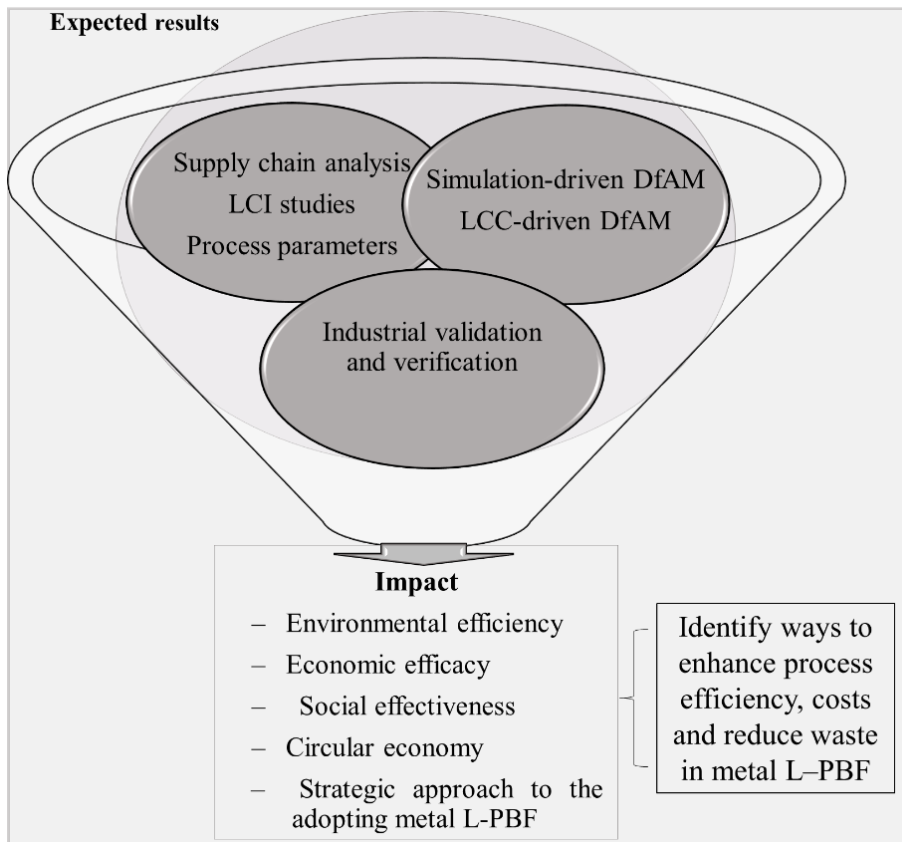 Expected results
Supply chain analysis
LCI studies
Process parameters
Simulation-driven DfAM
LCC-driven DfAM
Industrial validation
and verification
Impact
– Environmental efficiency
– Economic efficacy
– Social effectiveness
– Circular economy
– Strategic approach to the
adopting metal L-PBF
Identify ways to
enhance process
efficiency, costs
and reduce waste
in metal L–PBF